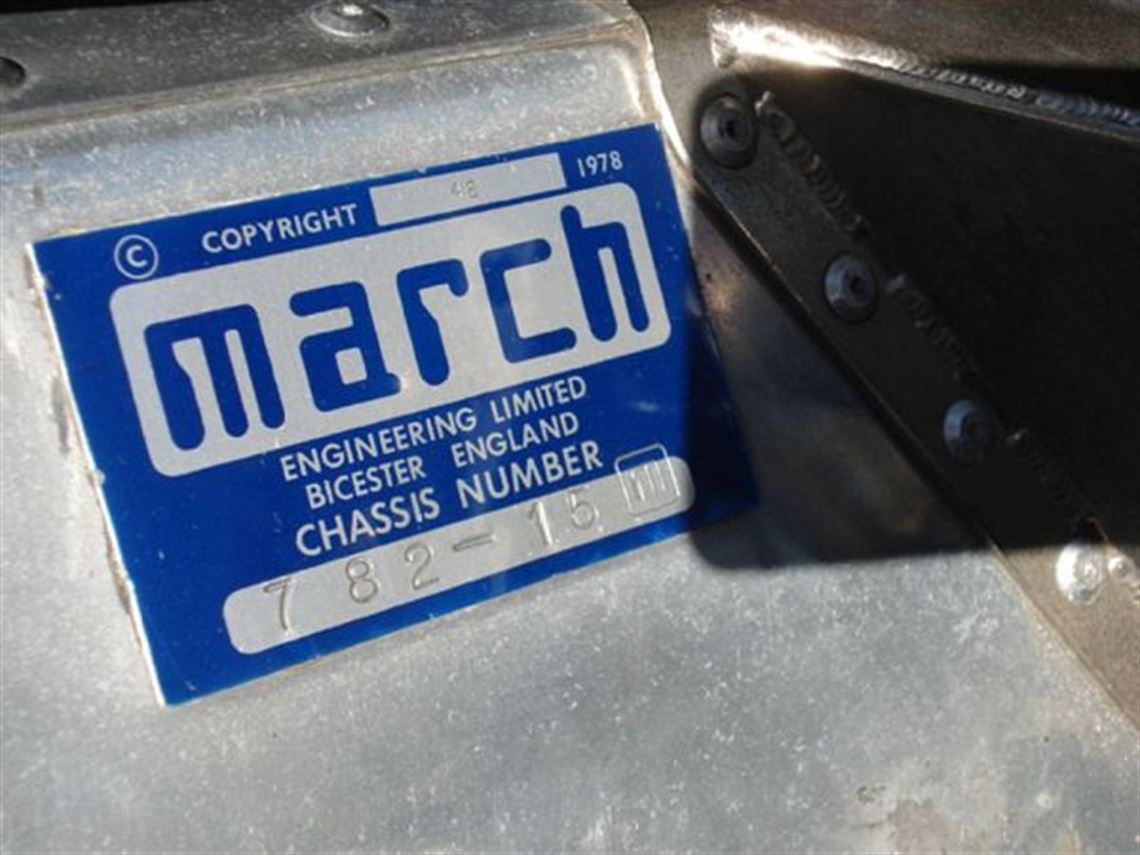 © COPYRIGHT 48 1978
march
ENGINEERING LIMITED
BICESTER ENGLAND
CHASSIS NUMBER
782-15 m